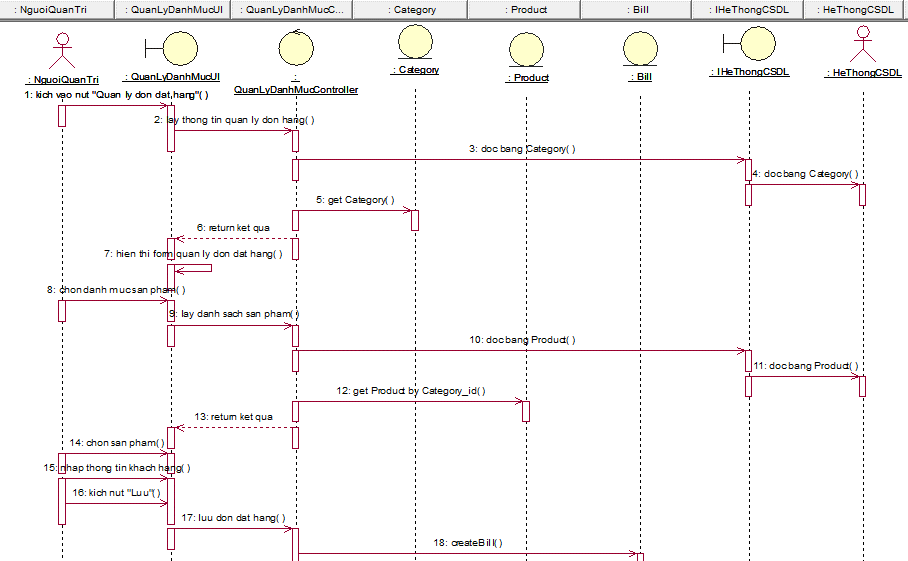 : NguoiQuanTri
: QuanLyDanhMucUI
: QuanLyDanhMucC...
: Category
: Product
: Bill
: IHeThongCSDL
: HeThongCSDL
: NguoiQuanTri
: QuanLyDanhMucUI
:
QuanLyDanhMucController
: Category
: Product
: Bill
: IHeThongCSDL
: HeThongCSDL
1: kich vao nut "Quan ly don dat hang"( )
2: lay thong tin quan ly don hang( )
3: doc bang Category( )
4: doc bang Category( )
5: get Category( )
6: return ket qua
7: hien thi form quan ly don dat hang( )
8: chon danh muc san pham( )
9: lay danh sach san pham( )
10: doc bang Product( )
11: doc bang Product( )
12: get Product by Category_id( )
13: return ket qua
14: chon san pham( )
15: nhap thong tin khach hang( )
16: kich nut "Luu"( )
17: luu don dat hang( )
18: createBill( )